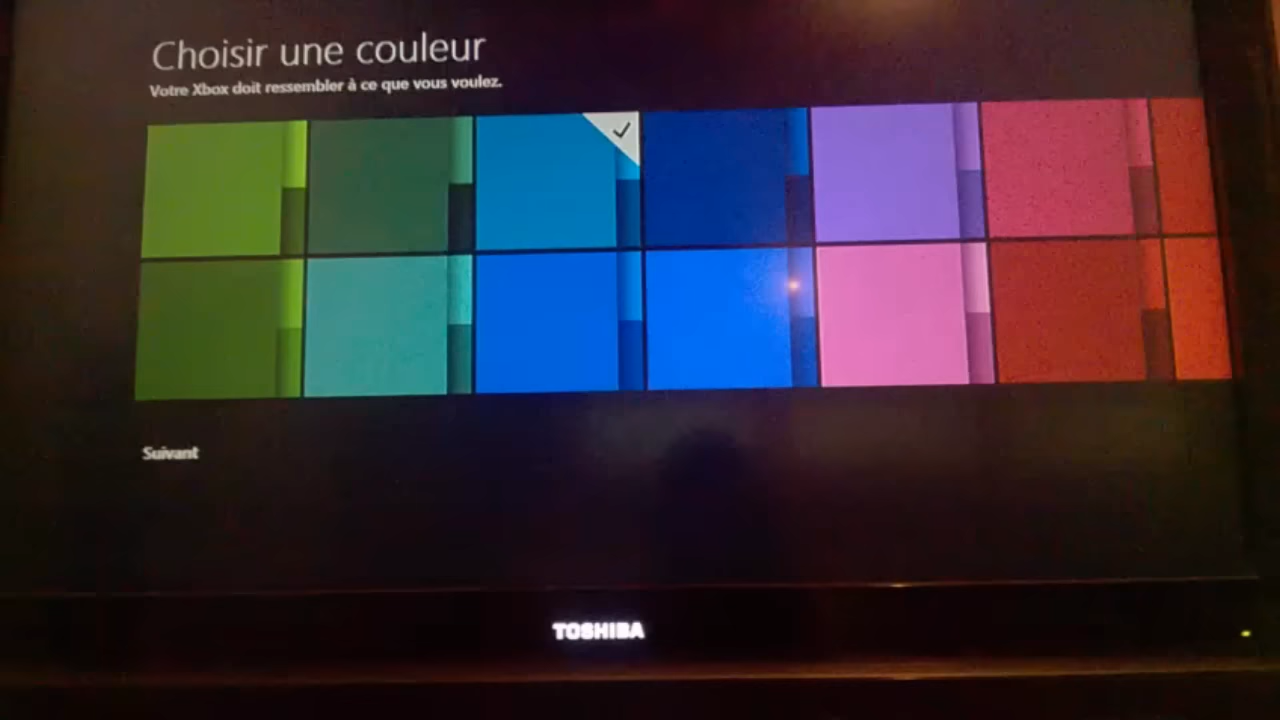 Choisir une couleur
Votre Xbox doit ressembler à ce que vous voulez.
Suivant
TOSHIBA